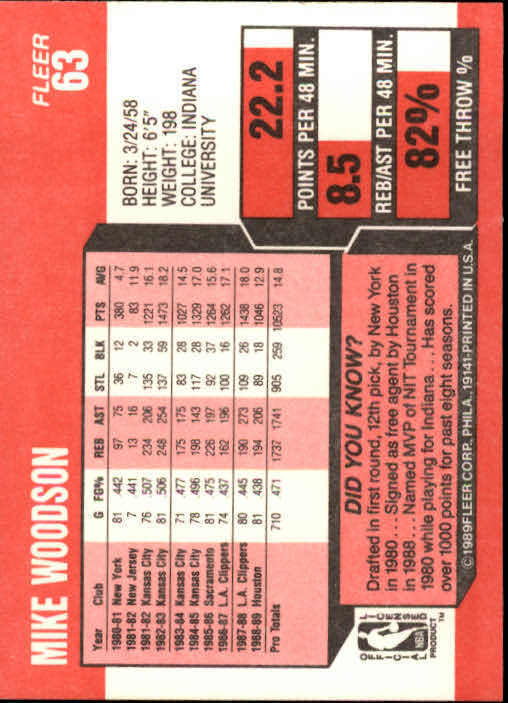 MIKE WOODSON
FLEER
63
BORN: 3/24/58
HEIGHT: 6'5"
WEIGHT: 198
COLLEGE: INDIANA
UNIVERSITY
Year Club G FG% REB AST STL BLK PTS AVG
1980-81 New York 81 .442 97 75 36 12 380 4.7
1981-82 New Jersey 7 .441 13 16 7 2 83 11.9
1981-82 Kansas City 76 .507 234 206 135 33 1221 16.1
1982-83 Kansas City 81 .506 248 254 137 59 1473 18.2
1983-84 Kansas City 71 .477 175 175 83 28 1027 14.5
1984-85 Kansas City 78 .496 198 143 117 28 1329 17.0
1985-86 Sacramento 81 .475 226 197 92 37 1264 15.6
1986-87 L.A. Clippers 74 .437 162 196 100 16 1262 17.1
1987-88 L.A. Clippers 80 .445 190 273 109 26 1438 18.0
1988-89 Houston 81 .438 194 206 89 18 1046 12.9
Pro Totals 710 .471 1737 1741 905 259 10523 14.8
22.2
POINTS PER 48 MIN.
8.5
REB/AST PER 48 MIN.
82%
FREE THROW %
DID YOU KNOW?
Drafted in first round, 12th pick, by New York
in 1980 . . . Signed as free agent by Houston
in 1988 . . . Named MVP of NIT Tournament in
1980 while playing for Indiana . . . Has scored
over 1000 points for past eight seasons.
OFFICIAL
NBA
LICENSED
PRODUCT™
©1989 FLEER CORP., PHILA., 19141-PRINTED IN U.S.A.